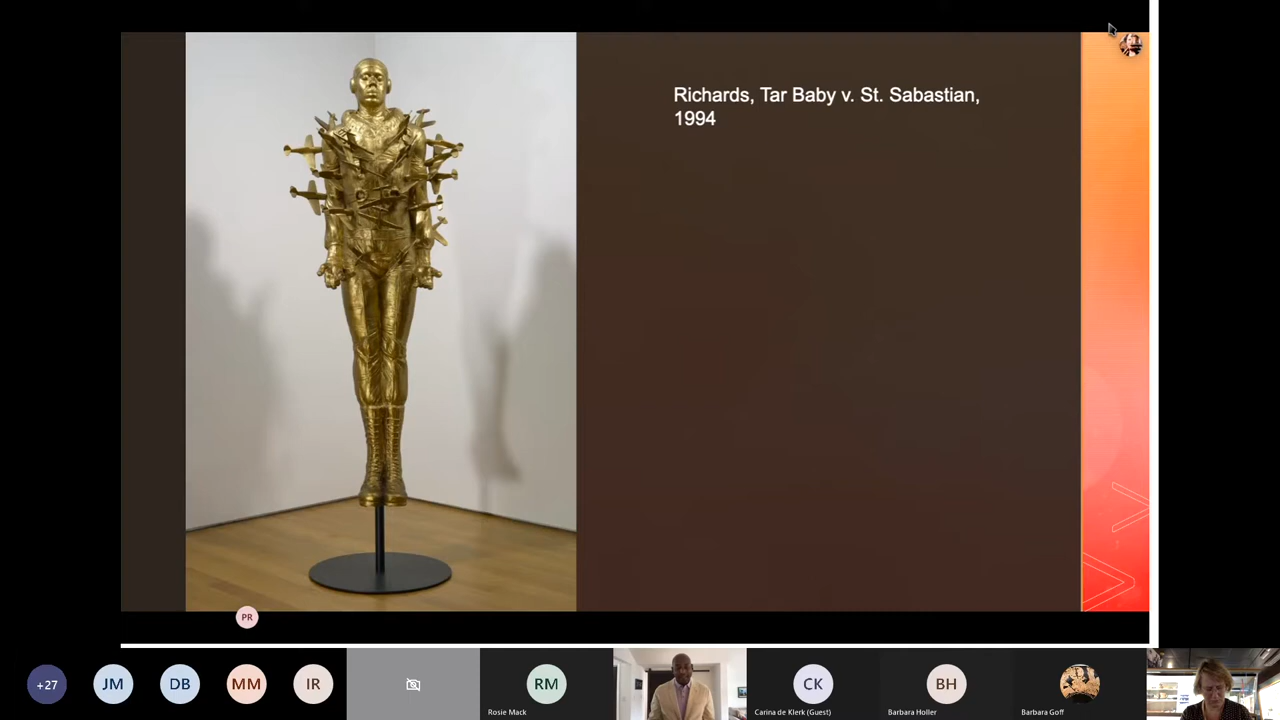 Richards, Tar Baby v. St. Sabastian,
1994
PR
+27
JM
DB
MM
IR
RM
Rosie Mack
CK
Carina de Klerk (Guest)
BH
Barbara Holler
Barbara Goff